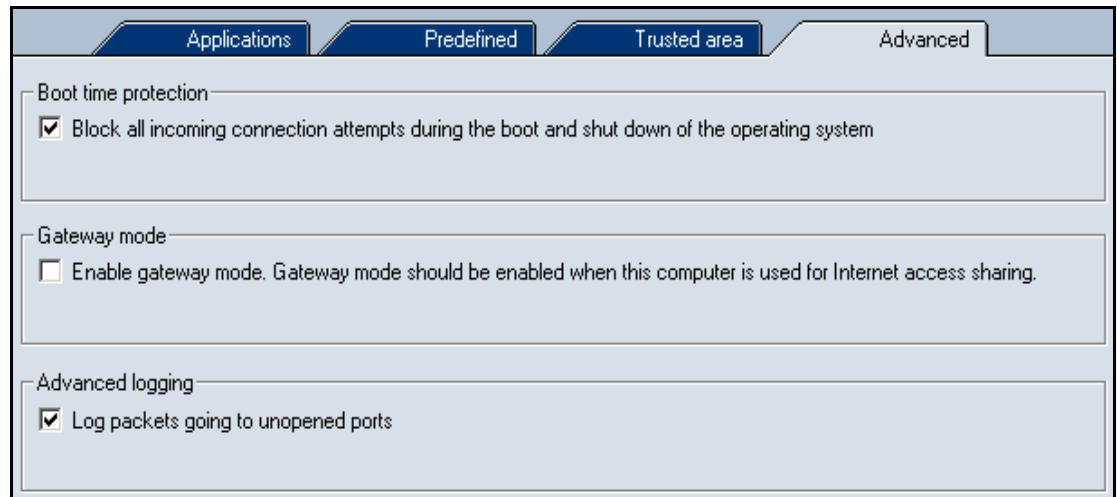 Applications Predefined Trusted area Advanced
Boot time protection
Block all incoming connection attempts during the boot and shut down of the operating system
Gateway mode
Enable gateway mode. Gateway mode should be enabled when this computer is used for Internet access sharing.
Advanced logging
Log packets going to unopened ports